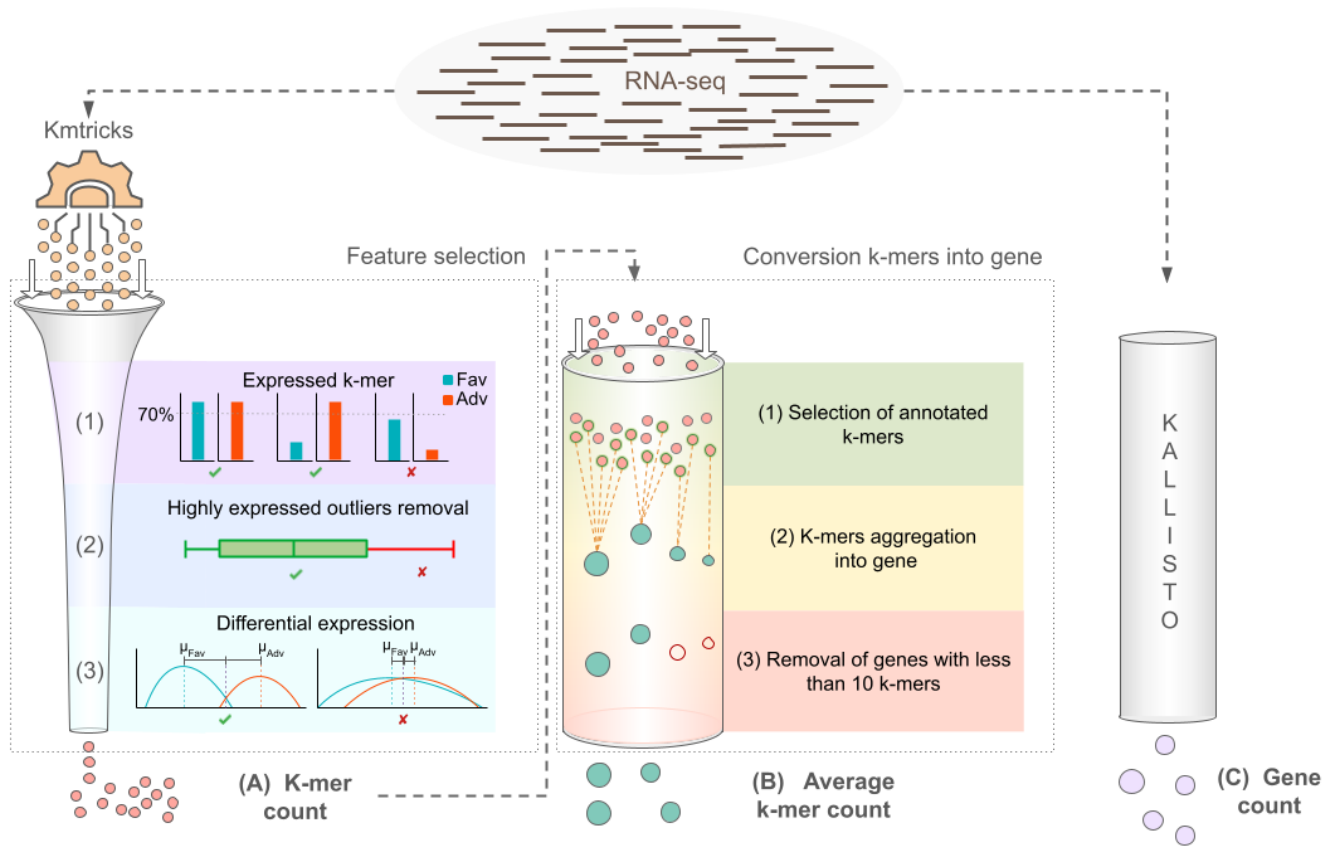 RNA-seq
Kmtricks
Feature selection
Conversion k-mers into gene
Expressed k-mer
Fav
Adv
70%
(1)
Highly expressed outliers removal
(2)
Differential expression
μFav
μAdv
μFav
μAdv
(3)
(A) K-mer
count
(1) Selection of annotated
k-mers
(2) K-mers aggregation
into gene
(3) Removal of genes with less
than 10 k-mers
(B) Average
k-mer count
KALLISTO
(C) Gene
count